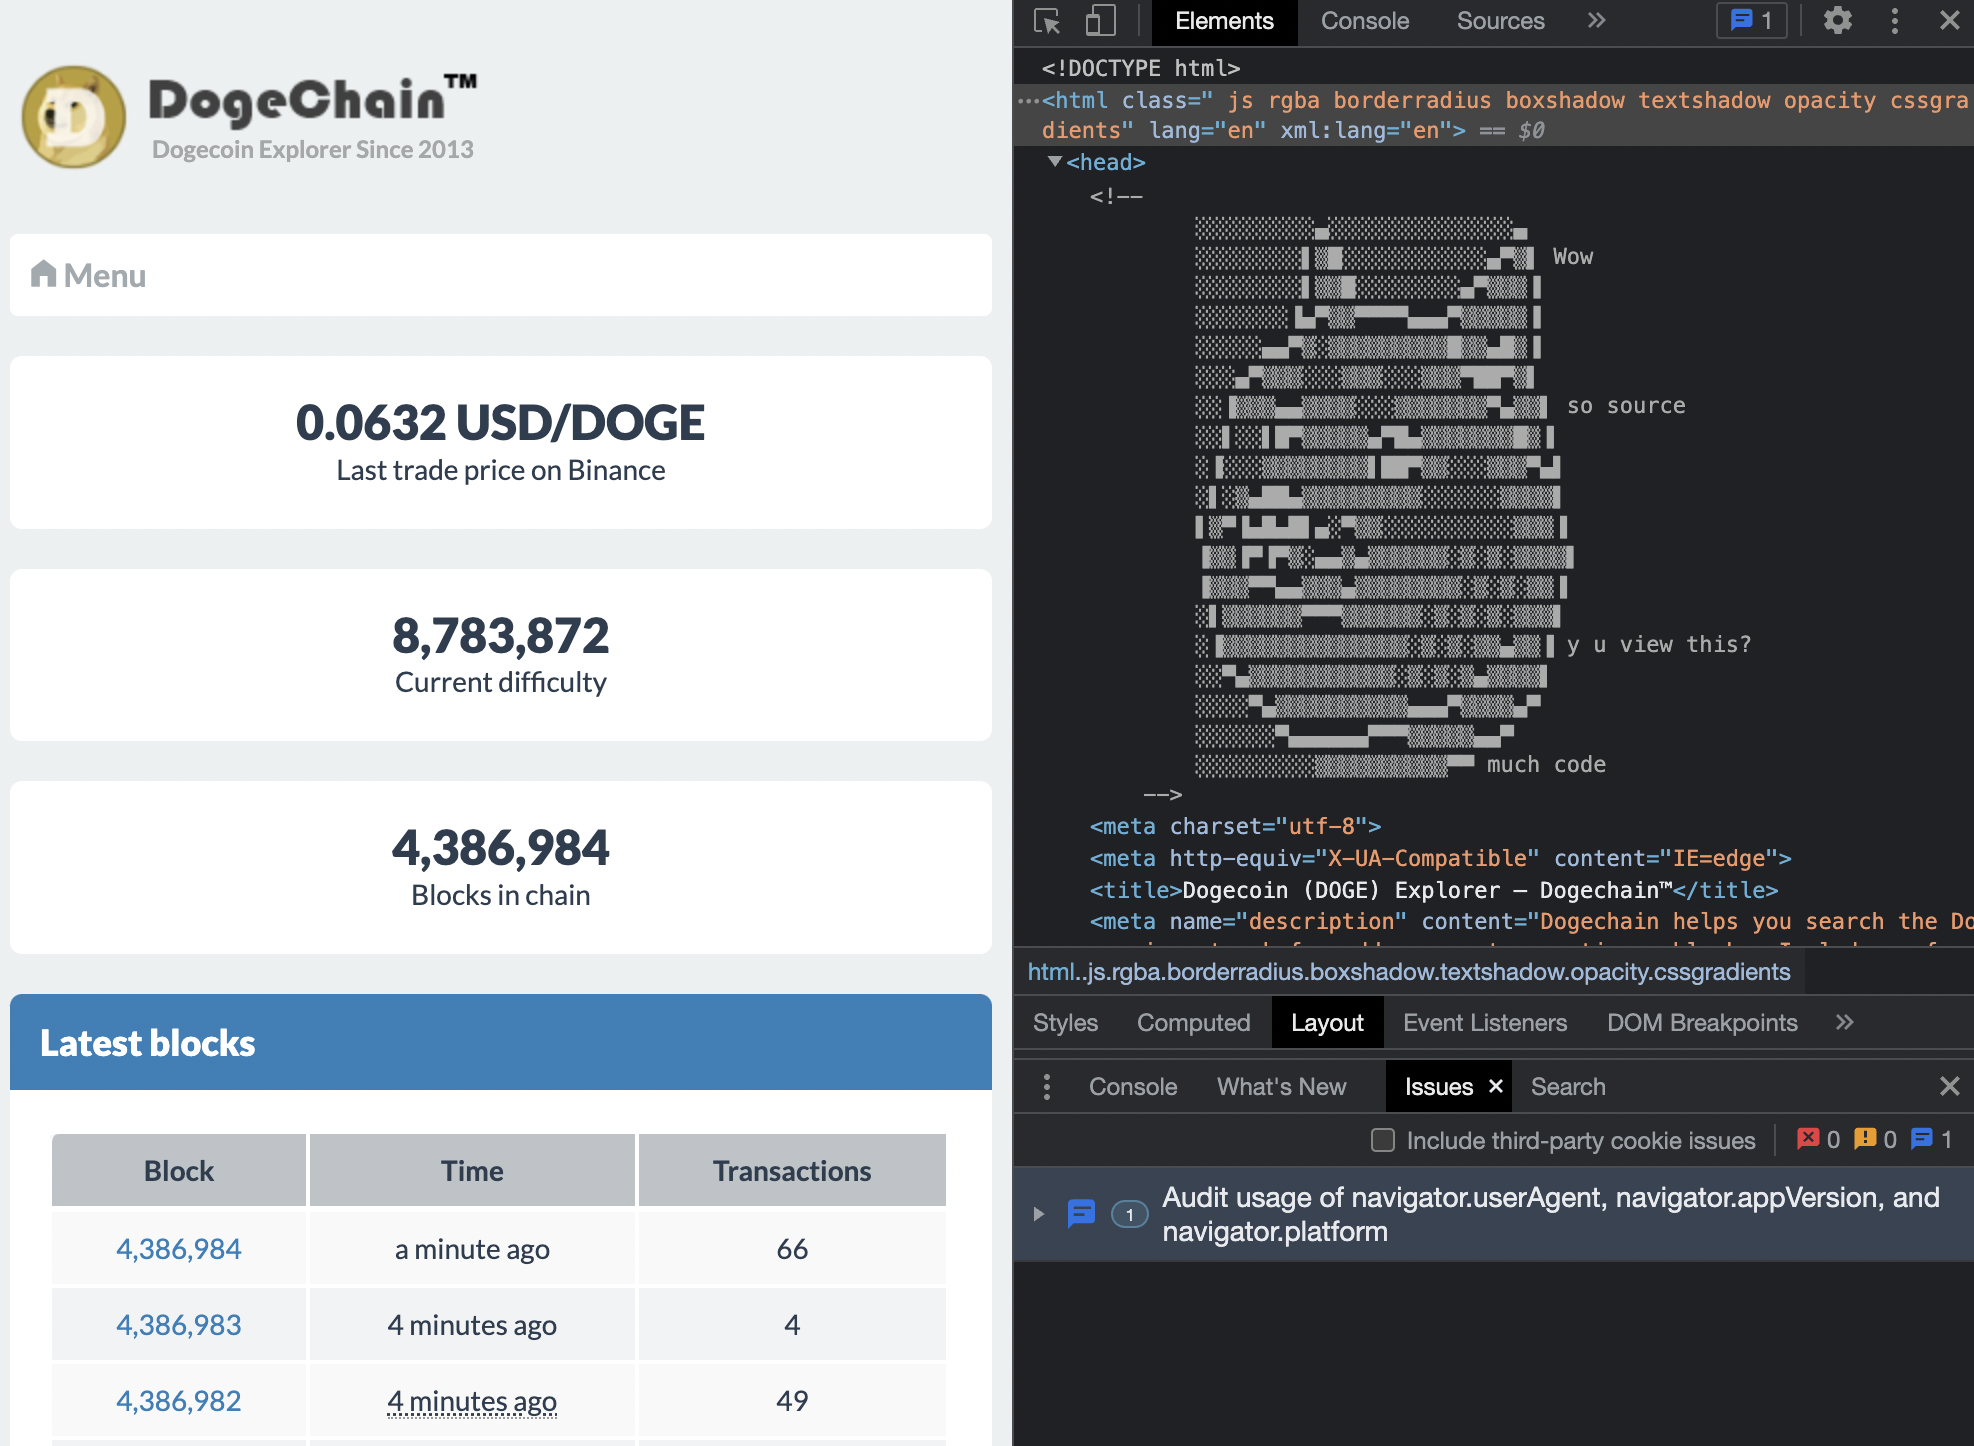 DogeChain™
Dogecoin Explorer Since 2013
Menu
0.0632 USD/DOGE
Last trade price on Binance
8,783,872
Current difficulty
4,386,984
Blocks in chain
Latest blocks
Block Time Transactions
4,386,984 a minute ago 66
4,386,983 4 minutes ago 4
4,386,982 4 minutes ago 49
Elements Console Sources » 1
<!DOCTYPE html>
<html class=" js rgba borderradius boxshadow textshadow opacity cssgra
dients" lang="en" xml:lang="en"> == $0
<head>
<!--
Wow
so source
y u view this?
much code
-->
<meta charset="utf-8">
<meta http-equiv="X-UA-Compatible" content="IE=edge">
<title>Dogecoin (DOGE) Explorer — Dogechain™</title>
<meta name="description" content="Dogechain helps you search the Do
html..js.rgba.borderradius.boxshadow.textshadow.opacity.cssgradients
Styles Computed Layout Event Listeners DOM Breakpoints »
Console What's New Issues × Search
Include third-party cookie issues 0 0 1
1 Audit usage of navigator.userAgent, navigator.appVersion, and
navigator.platform